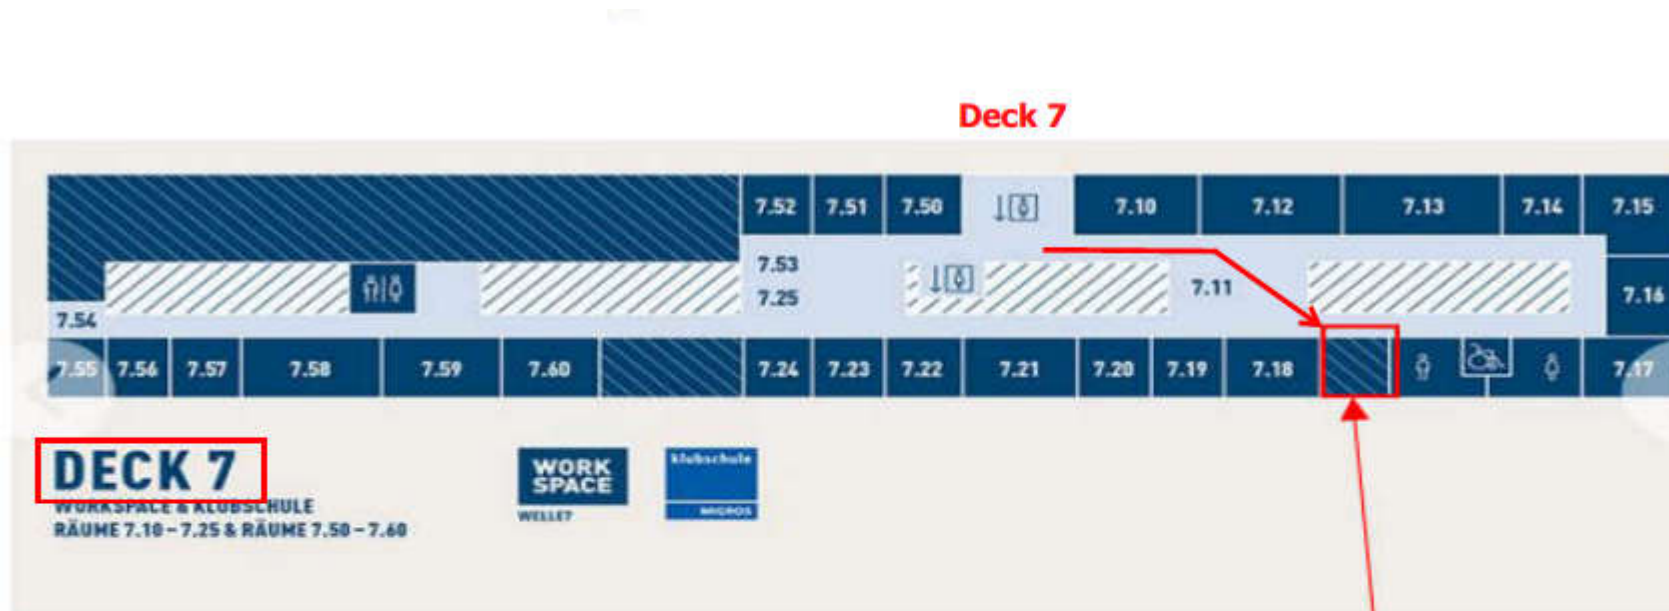 Deck 7
7.52 7.51 7.50 7.10 7.12 7.13 7.14 7.15
7.53
7.25
7.11
7.16
7.54
7.55 7.56 7.57 7.58 7.59 7.60 7.24 7.23 7.22 7.21 7.20 7.19 7.18 7.17
DECK 7
WORKSPACE & KLUBSCHULE
RÄUME 7.10 – 7.25 & RÄUME 7.50 – 7.60
WORK
SPACE
WELLE7
klubschule
MIGROS